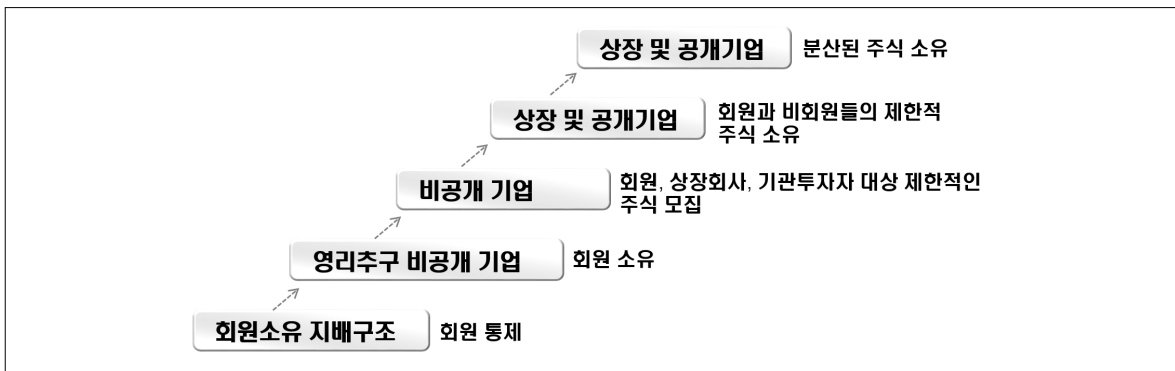 상장 및 공개기업 분산된 주식 소유
상장 및 공개기업 회원과 비회원들의 제한적
주식 소유
비공개 기업 회원, 상장회사, 기관투자자 대상 제한적인
주식 모집
영리추구 비공개 기업 회원 소유
회원소유 지배구조 회원 통제